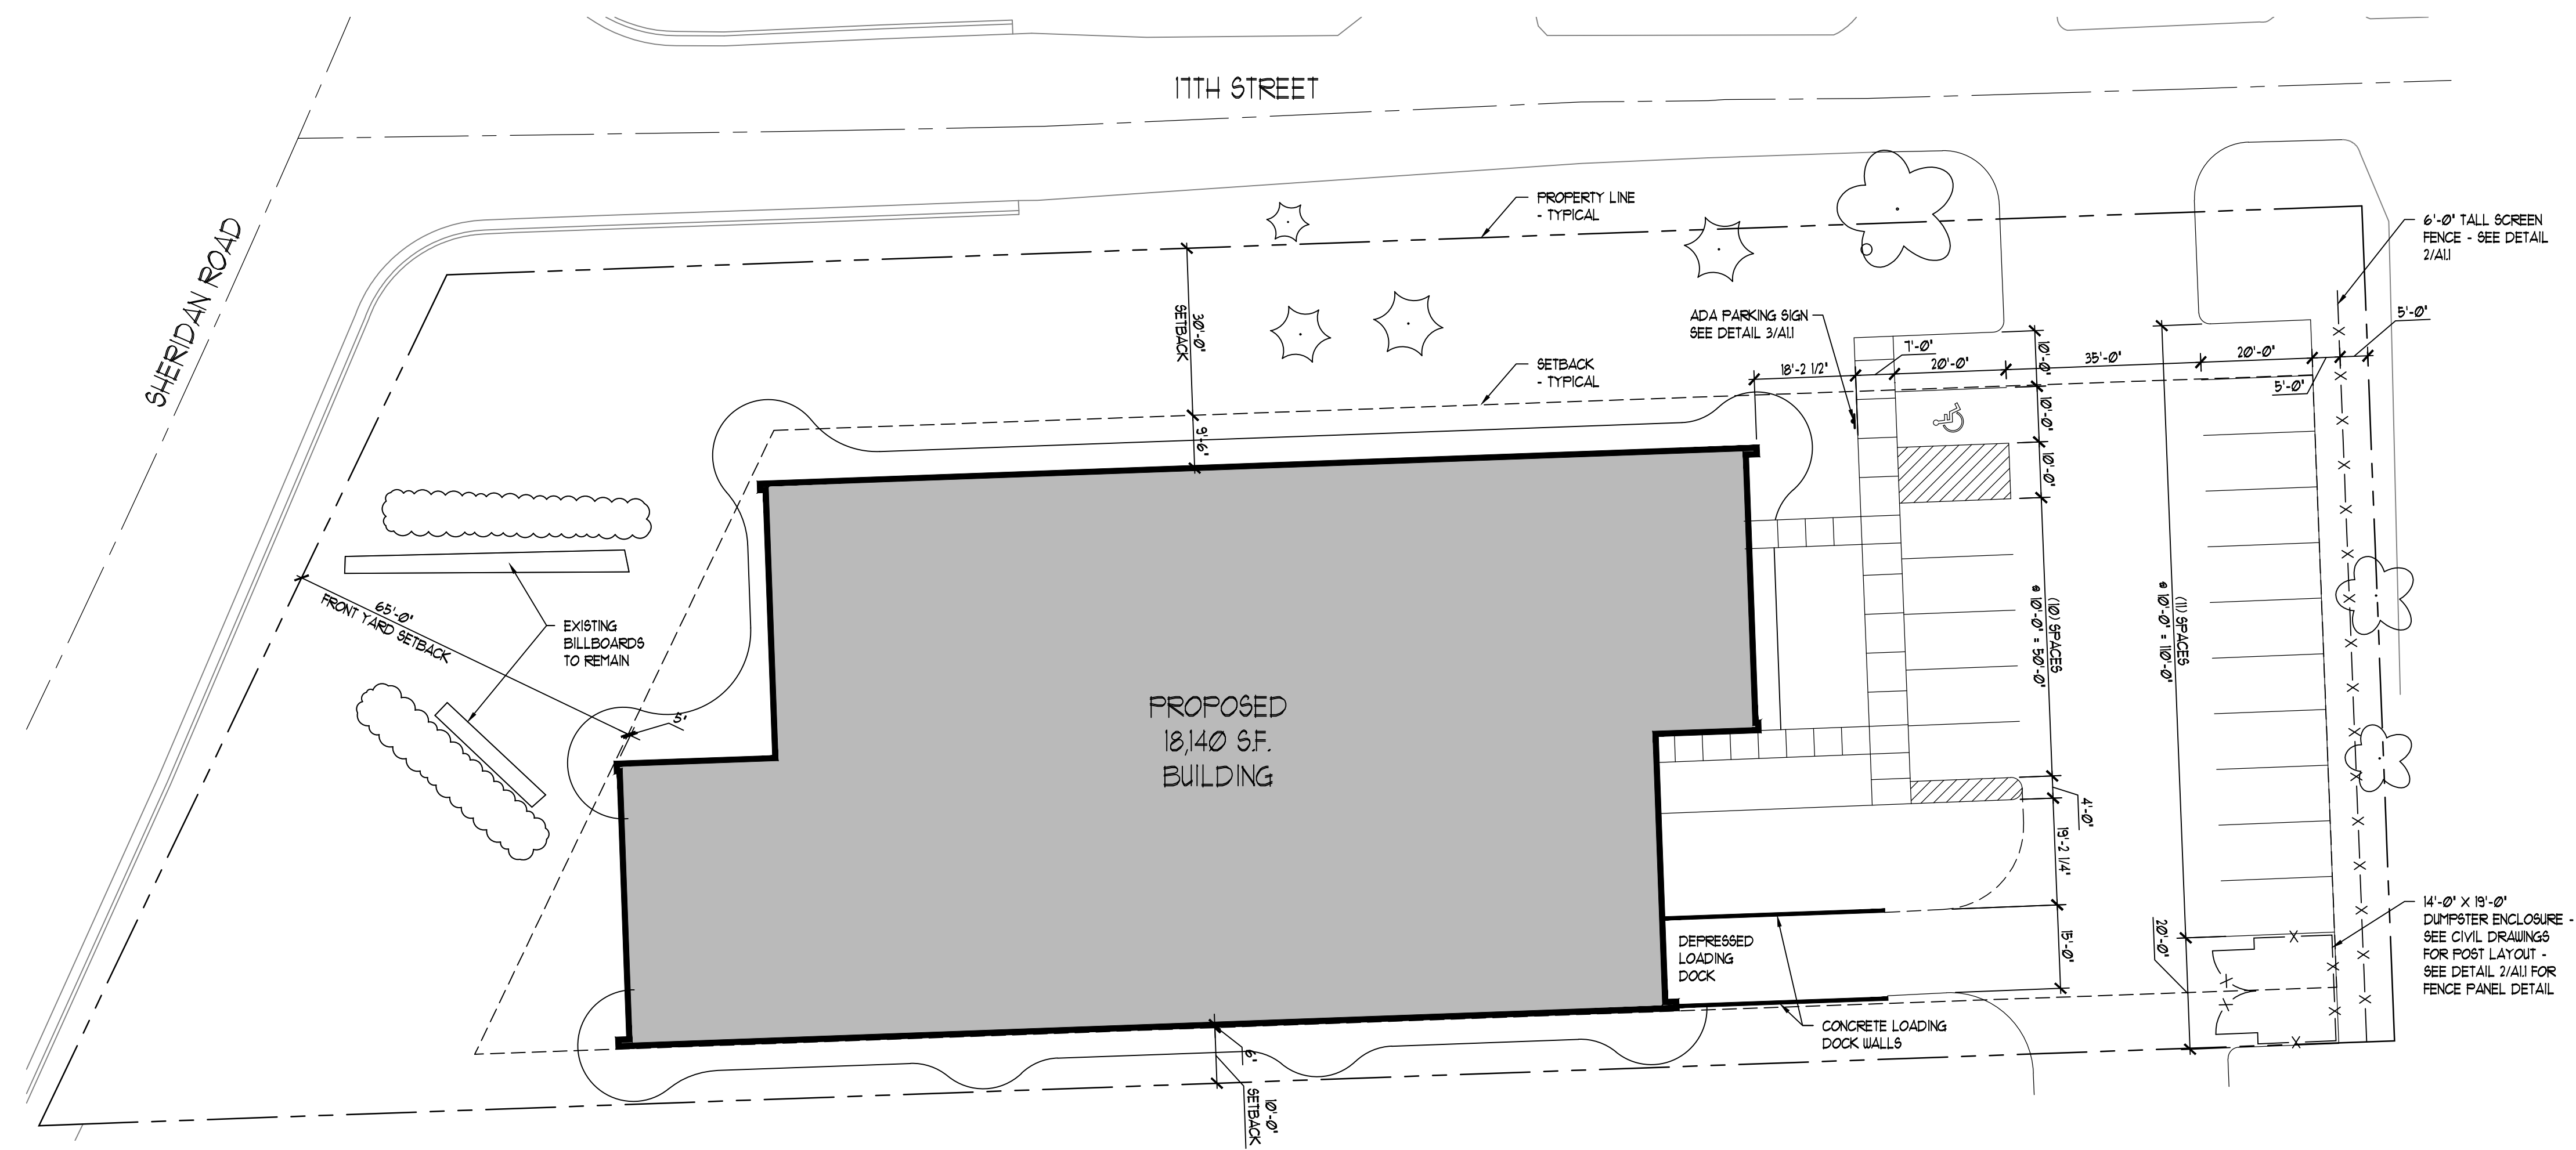 17TH STREET
SHERIDAN ROAD
PROPERTY LINE
- TYPICAL
6'-0" TALL SCREEN
FENCE - SEE DETAIL
2/A1.1
30'-0"
SETBACK
ADA PARKING SIGN
SEE DETAIL 3/A1.1
5'-0"
7'-0"
10'-0"
18'-2 1/2"
20'-0"
35'-0"
20'-0"
5'-0"
SETBACK
- TYPICAL
9'-6"
10'-0"
10'-0"
65'-0"
FRONT YARD SETBACK
EXISTING
BILLBOARDS
TO REMAIN
5'
(10) SPACES
@ 10'-0" = 50'-0"
(11) SPACES
@ 10'-0" = 110'-0"
PROPOSED
18,140 S.F.
BUILDING
4'-0"
19'-2 1/4"
15'-0"
20'-0"
DEPRESSED
LOADING
DOCK
14'-0" X 19'-0"
DUMPSTER ENCLOSURE -
SEE CIVIL DRAWINGS
FOR POST LAYOUT -
SEE DETAIL 2/A1.1 FOR
FENCE PANEL DETAIL
CONCRETE LOADING
DOCK WALLS
6"
10'-0"
SETBACK